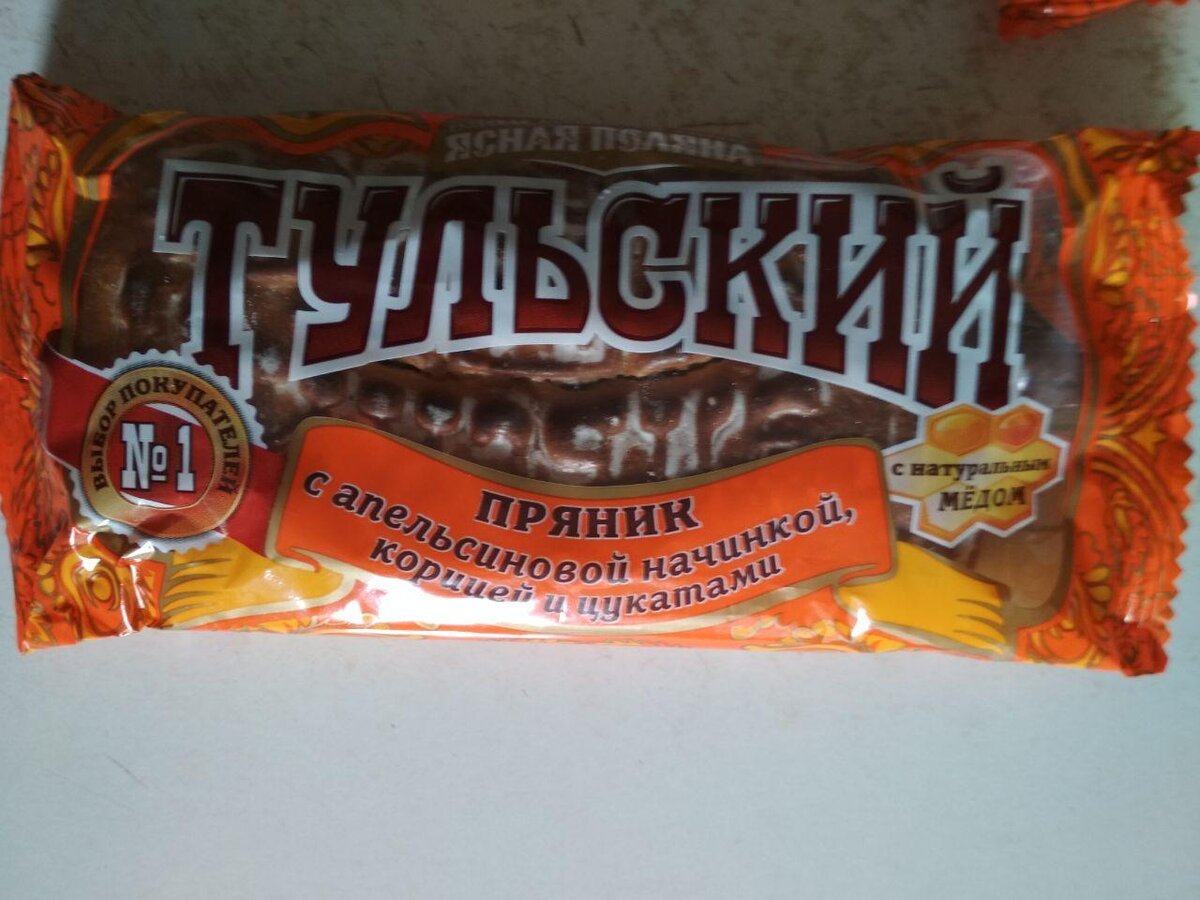 ЯСНАЯ ПОЛЯНА
ТУЛЬСКИЙ
ВЫБОР ПОКУПАТЕЛЕЙ
№1
с натуральным
МЁДОМ
ПРЯНИК
с апельсиновой начинкой,
корицей и цукатами